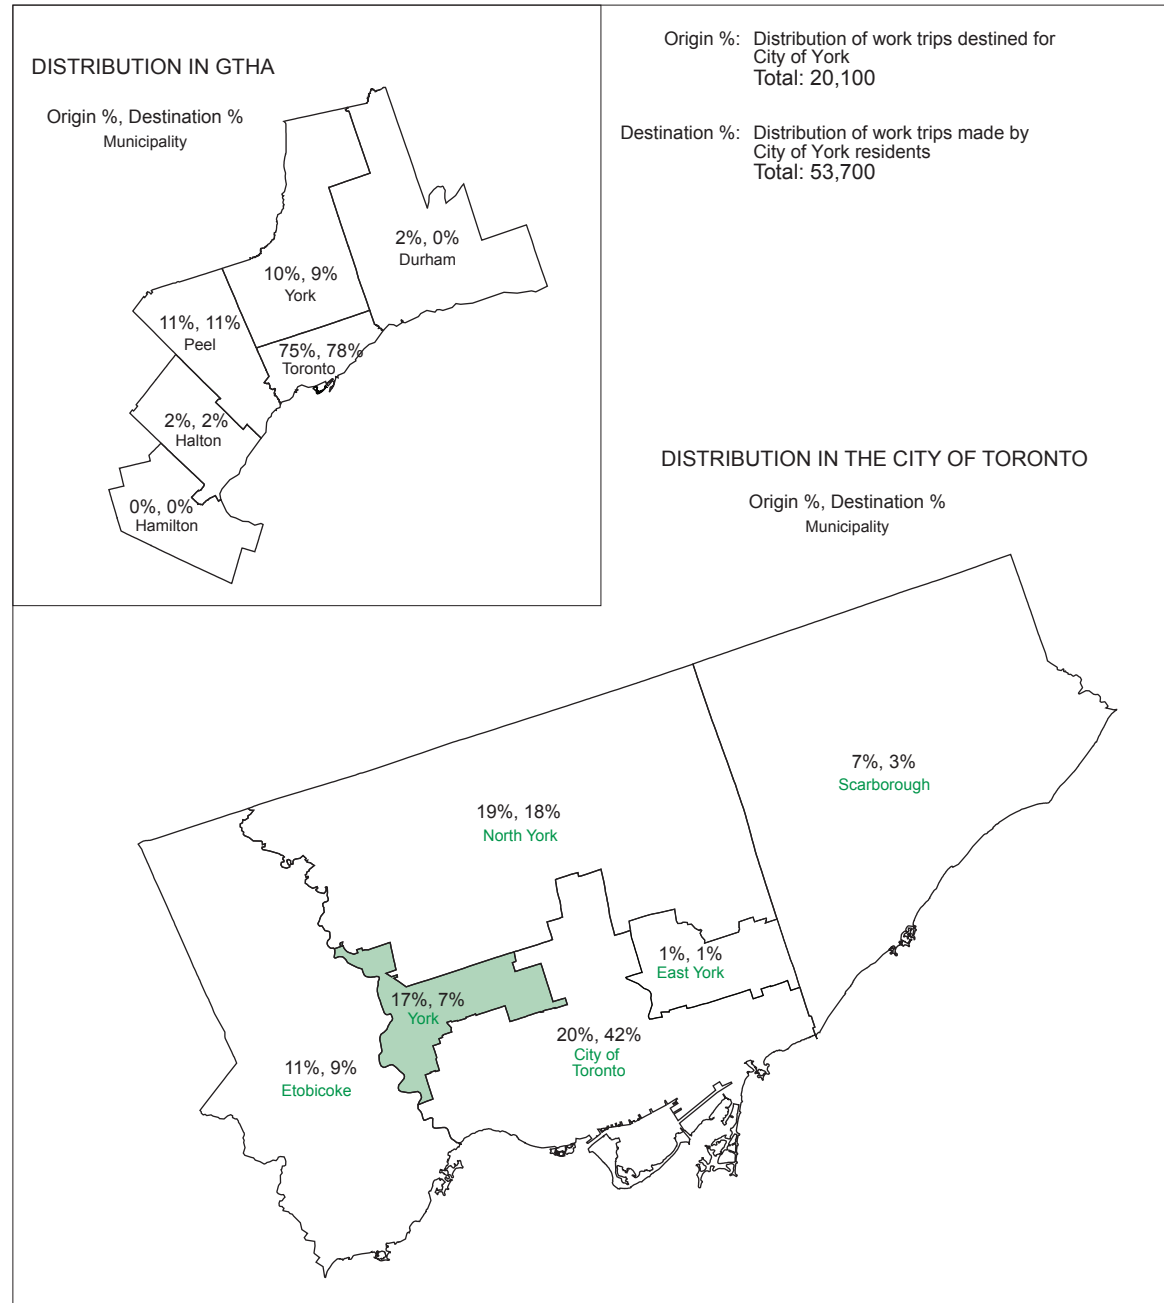 DISTRIBUTION IN GTHA
Origin %, Destination %
Municipality
2%, 0%
Durham
10%, 9%
York
11%, 11%
Peel
75%, 78%
Toronto
2%, 2%
Halton
0%, 0%
Hamilton
Origin %: Distribution of work trips destined for
City of York
Total: 20,100
Destination %: Distribution of work trips made by
City of York residents
Total: 53,700
DISTRIBUTION IN THE CITY OF TORONTO
Origin %, Destination %
Municipality
7%, 3%
Scarborough
19%, 18%
North York
1%, 1%
East York
17%, 7%
York
20%, 42%
City of
Toronto
11%, 9%
Etobicoke